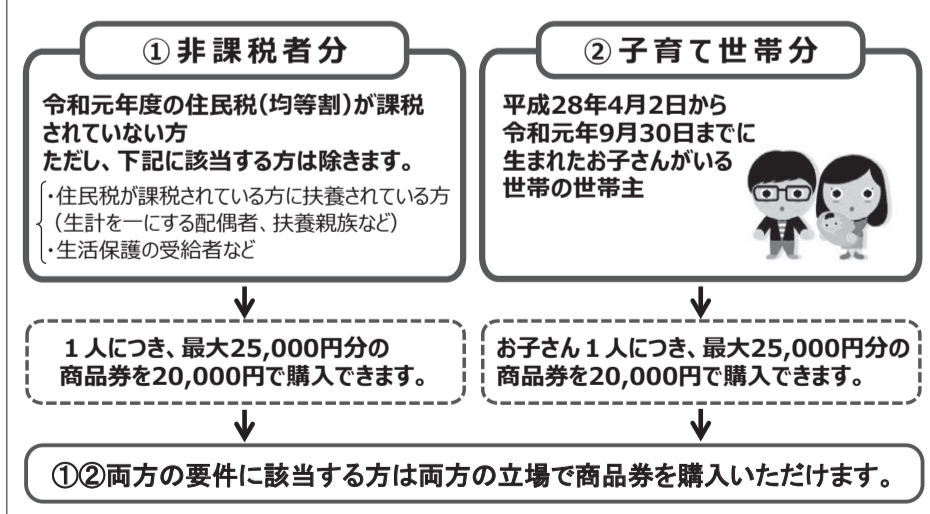 ①非課税者分
令和元年度の住民税(均等割)が課税
されていない方
ただし、下記に該当する方は除きます。
・住民税が課税されている方に扶養されている方
(生計を一にする配偶者、扶養親族など)
・生活保護の受給者など
1人につき、最大25,000円分の
商品券を20,000円で購入できます。
②子育て世帯分
平成28年4月2日から
令和元年9月30日までに
生まれたお子さんがいる
世帯の世帯主
お子さん1人につき、最大25,000円分の
商品券を20,000円で購入できます。
①②両方の要件に該当する方は両方の立場で商品券を購入いただけます。